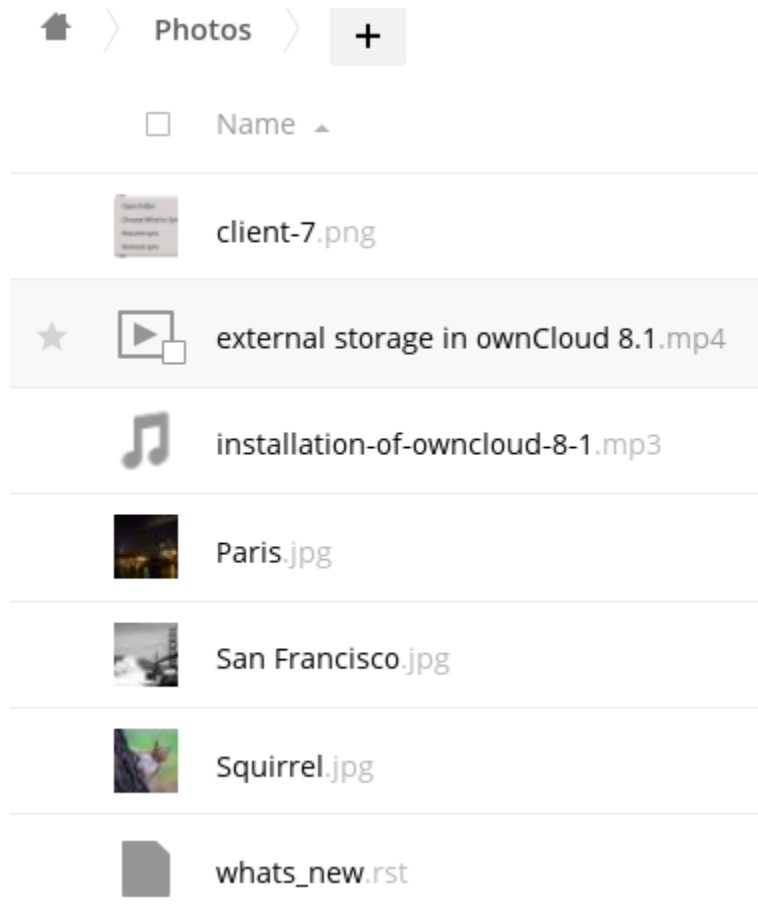 Photos
+
Name
client-7.png
external storage in ownCloud 8.1.mp4
installation-of-owncloud-8-1.mp3
Paris.jpg
San Francisco.jpg
Squirrel.jpg
whats_new.rst